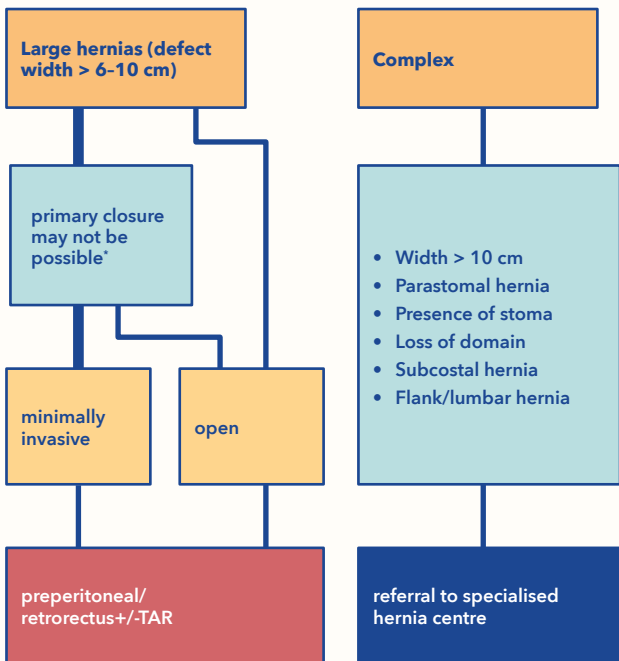 Large hernias (defect
width > 6–10 cm)
primary closure
may not be
possible*
minimally
invasive
open
preperitoneal/
retrorectus+/-TAR
Complex
• Width > 10 cm
• Parastomal hernia
• Presence of stoma
• Loss of domain
• Subcostal hernia
• Flank/lumbar hernia
referral to specialised
hernia centre